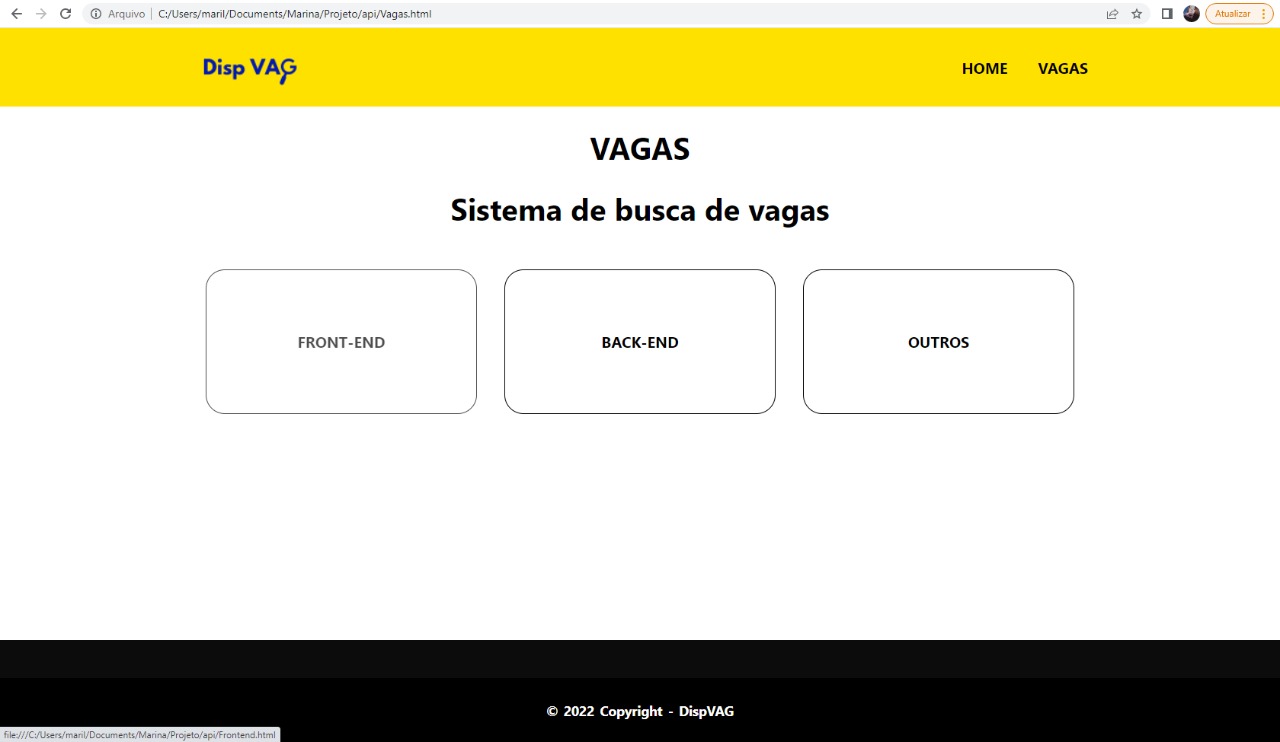 Arquivo | C:/Users/maril/Documents/Marina/Projeto/api/Vagas.html
Atualizar
Disp VAG
HOME VAGAS
VAGAS
Sistema de busca de vagas
FRONT-END BACK-END OUTROS
© 2022 Copyright - DispVAG
file:///C:/Users/maril/Documents/Marina/Projeto/api/Frontend.html